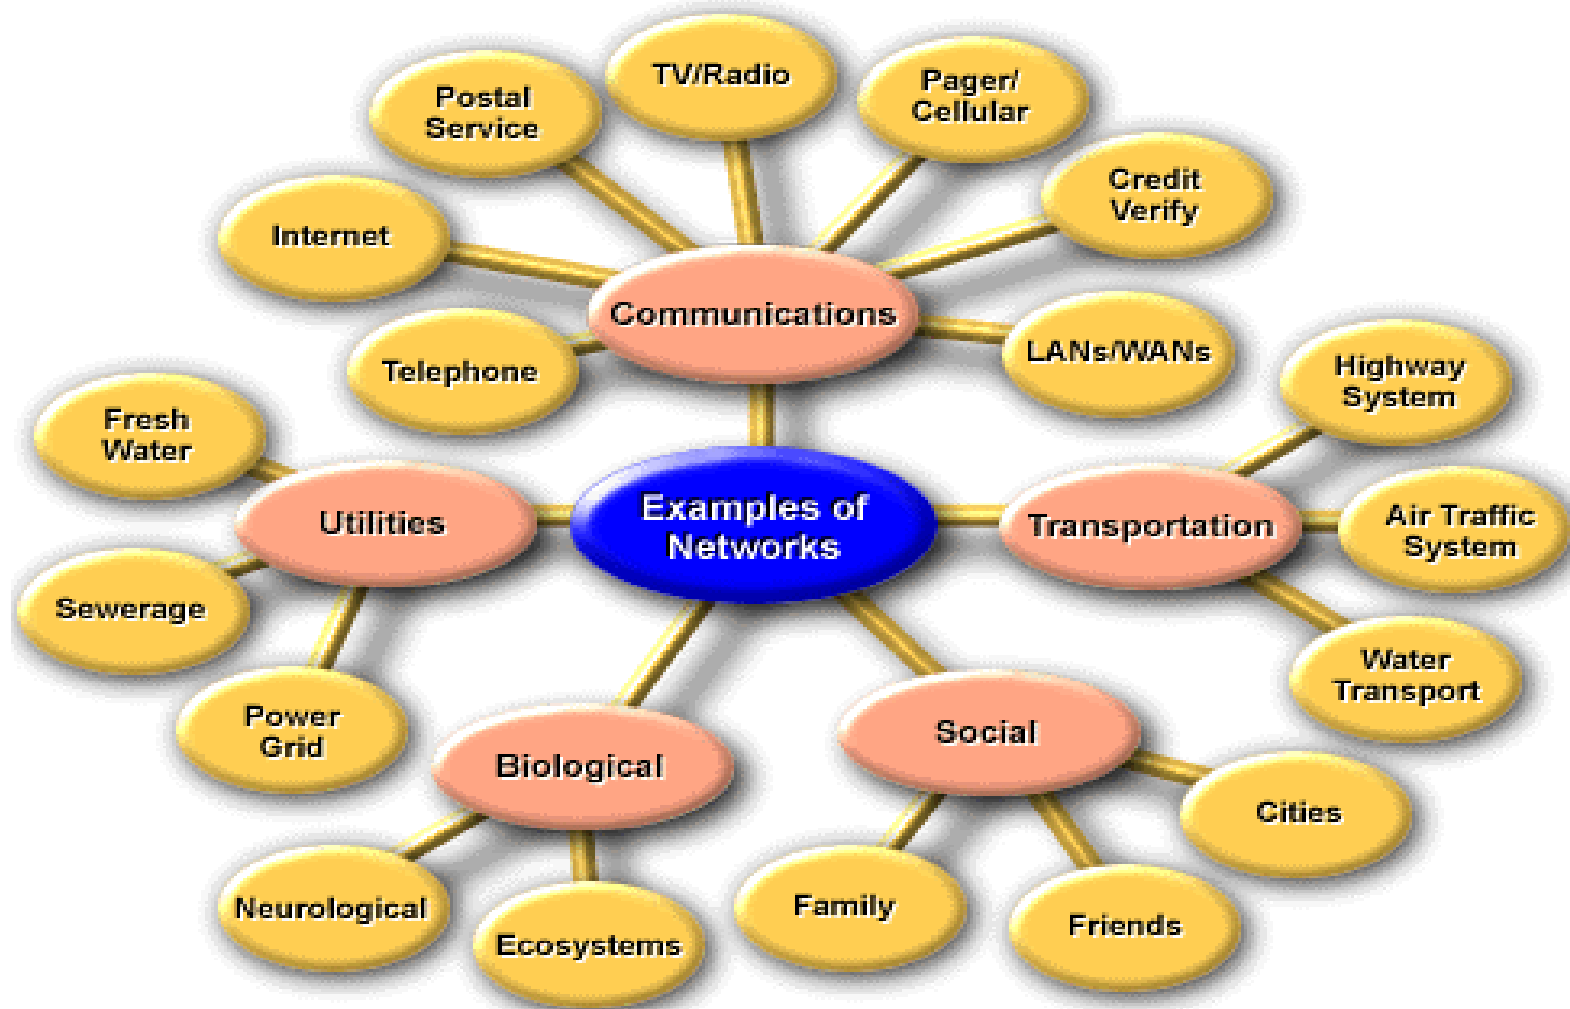 TV/Radio
Postal
Service
Pager/
Cellular
Credit
Verify
Internet
Communications
Telephone
LANs/WANs
Highway
System
Fresh
Water
Utilities
Examples of
Networks
Transportation
Air Traffic
System
Sewerage
Power
Grid
Water
Transport
Biological
Social
Cities
Neurological
Ecosystems
Family
Friends